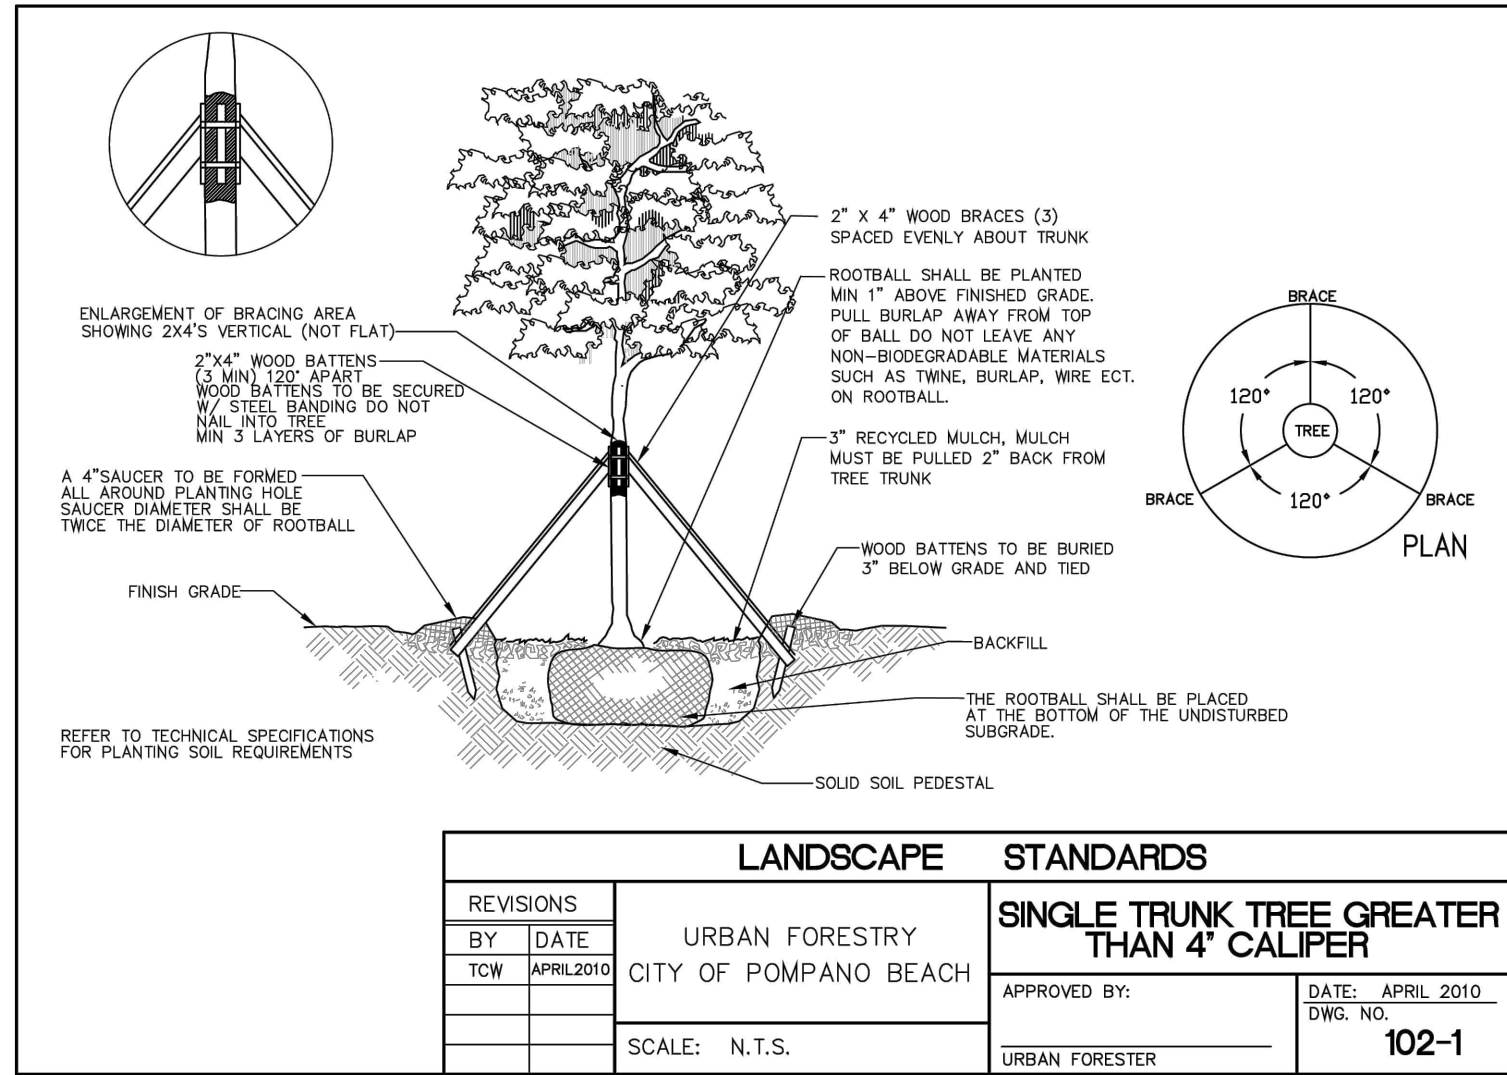 2" X 4" WOOD BRACES (3)
SPACED EVENLY ABOUT TRUNK
ROOTBALL SHALL BE PLANTED
MIN 1" ABOVE FINISHED GRADE.
PULL BURLAP AWAY FROM TOP
OF BALL DO NOT LEAVE ANY
NON-BIODEGRADABLE MATERIALS
SUCH AS TWINE, BURLAP, WIRE ECT.
ON ROOTBALL.
ENLARGEMENT OF BRACING AREA
SHOWING 2X4'S VERTICAL (NOT FLAT)
2"X4" WOOD BATTENS
(3 MIN) 120° APART
WOOD BATTENS TO BE SECURED
W/ STEEL BANDING DO NOT
NAIL INTO TREE
MIN 3 LAYERS OF BURLAP
3" RECYCLED MULCH, MULCH
MUST BE PULLED 2" BACK FROM
TREE TRUNK
A 4"SAUCER TO BE FORMED
ALL AROUND PLANTING HOLE
SAUCER DIAMETER SHALL BE
TWICE THE DIAMETER OF ROOTBALL
WOOD BATTENS TO BE BURIED
3" BELOW GRADE AND TIED
FINISH GRADE
BACKFILL
THE ROOTBALL SHALL BE PLACED
AT THE BOTTOM OF THE UNDISTURBED
SUBGRADE.
REFER TO TECHNICAL SPECIFICATIONS
FOR PLANTING SOIL REQUIREMENTS
SOLID SOIL PEDESTAL
BRACE
120° 120°
TREE
BRACE 120° BRACE
PLAN
LANDSCAPE STANDARDS
REVISIONS
BY DATE
TCW APRIL2010
URBAN FORESTRY
CITY OF POMPANO BEACH
SCALE: N.T.S.
SINGLE TRUNK TREE GREATER
THAN 4" CALIPER
APPROVED BY:
URBAN FORESTER
DATE: APRIL 2010
DWG. NO.
102-1